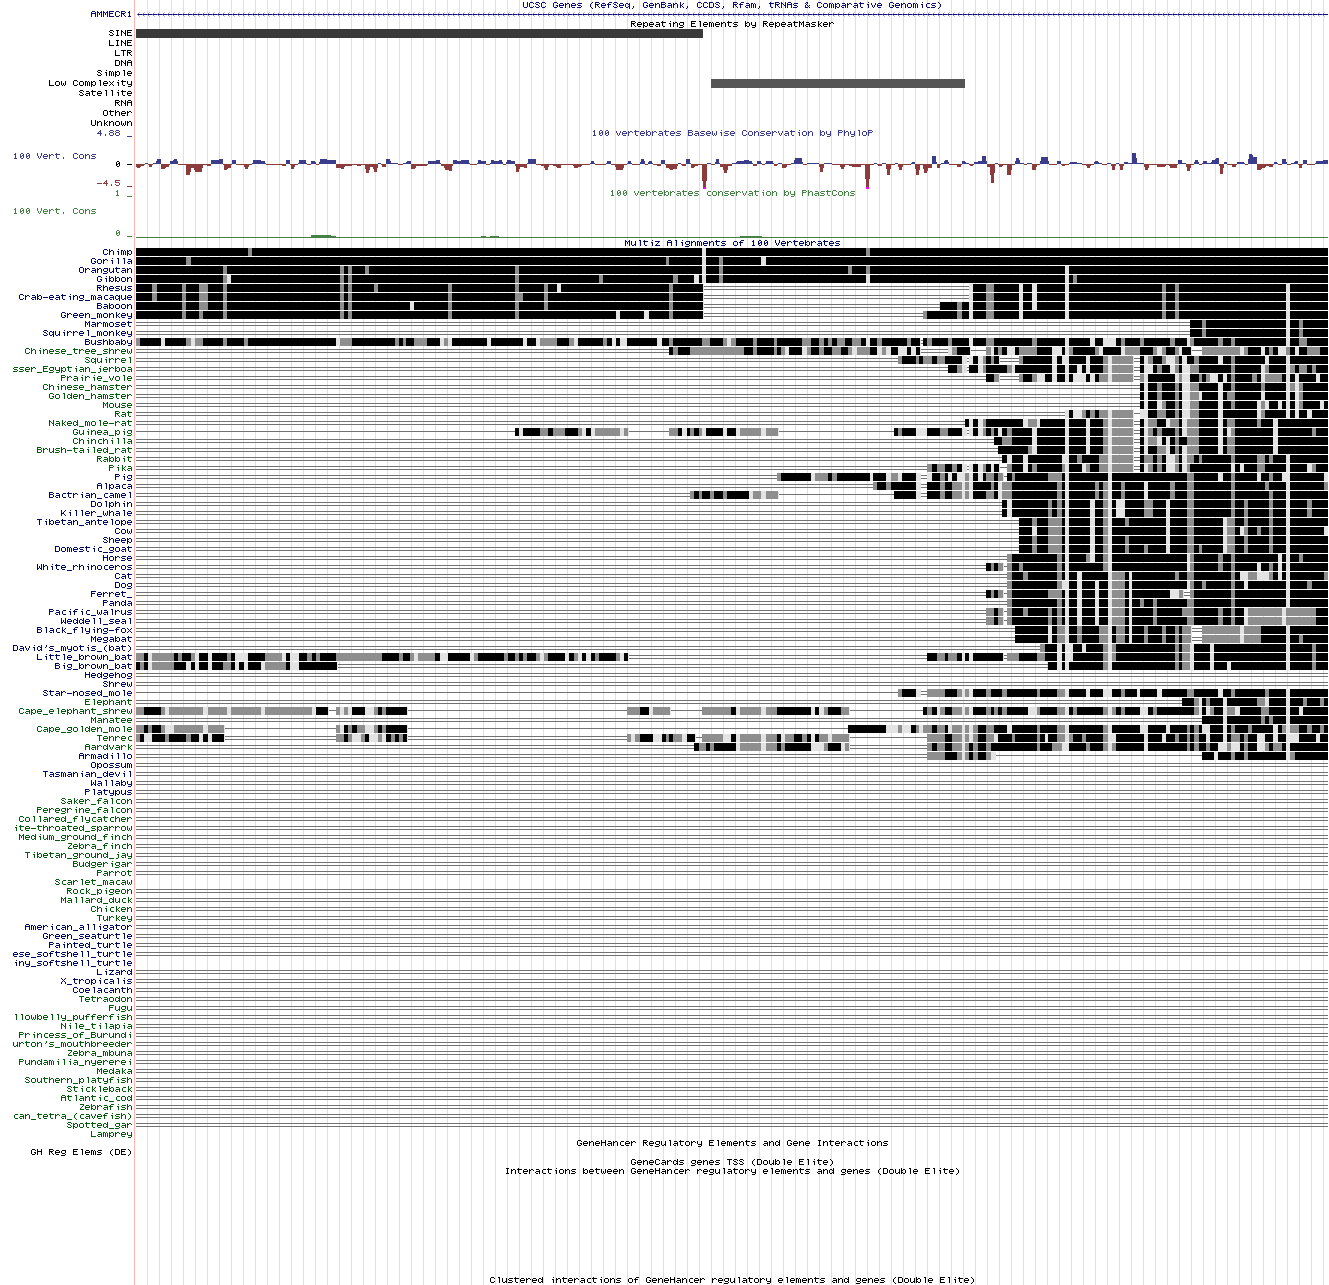 UCSC Genes (RefSeq, GenBank, CCDS, Rfam, tRNAs & Comparative Genomics)
AMMECR1
Repeating Elements by RepeatMasker
SINE
LINE
LTR
DNA
Simple
Low Complexity
Satellite
RNA
Other
Unknown
4.88 _
100 vertebrates Basewise Conservation by PhyloP
100 Vert. Cons
0 _
-4.5 _
1 _
100 vertebrates conservation by PhastCons
100 Vert. Cons
0 _
Multiz Alignments of 100 Vertebrates
Chimp
Gorilla
Orangutan
Gibbon
Rhesus
Crab-eating_macaque
Baboon
Green_monkey
Marmoset
Squirrel_monkey
Bushbaby
Chinese_tree_shrew
Squirrel
sser_Egyptian_jerboa
Prairie_vole
Chinese_hamster
Golden_hamster
Mouse
Rat
Naked_mole-rat
Guinea_pig
Chinchilla
Brush-tailed_rat
Rabbit
Pika
Pig
Alpaca
Bactrian_camel
Dolphin
Killer_whale
Tibetan_antelope
Cow
Sheep
Domestic_goat
Horse
White_rhinoceros
Cat
Dog
Ferret_
Panda
Pacific_walrus
Weddell_seal
Black_flying-fox
Megabat
David's_myotis_(bat)
Little_brown_bat
Big_brown_bat
Hedgehog
Shrew
Star-nosed_mole
Elephant
Cape_elephant_shrew
Manatee
Cape_golden_mole
Tenrec
Aardvark
Armadillo
Opossum
Tasmanian_devil
Wallaby
Platypus
Saker_falcon
Peregrine_falcon
Collared_flycatcher
ite-throated_sparrow
Medium_ground_finch
Zebra_finch
Tibetan_ground_jay
Budgerigar
Parrot
Scarlet_macaw
Rock_pigeon
Mallard_duck
Chicken
Turkey
American_alligator
Green_seaturtle
Painted_turtle
ese_softshell_turtle
iny_softshell_turtle
Lizard
X_tropicalis
Coelacanth
Tetraodon
Fugu
llowbelly_pufferfish
Nile_tilapia
Princess_of_Burundi
urton's_mouthbreeder
Zebra_mbuna
Pundamilia_nyererei
Medaka
Southern_platyfish
Stickleback
Atlantic_cod
Zebrafish
can_tetra_(cavefish)
Spotted_gar
Lamprey
GeneHancer Regulatory Elements and Gene Interactions
GH Reg Elems (DE)
GeneCards genes TSS (Double Elite)
Interactions between GeneHancer regulatory elements and genes (Double Elite)
Clustered interactions of GeneHancer regulatory elements and genes (Double Elite)